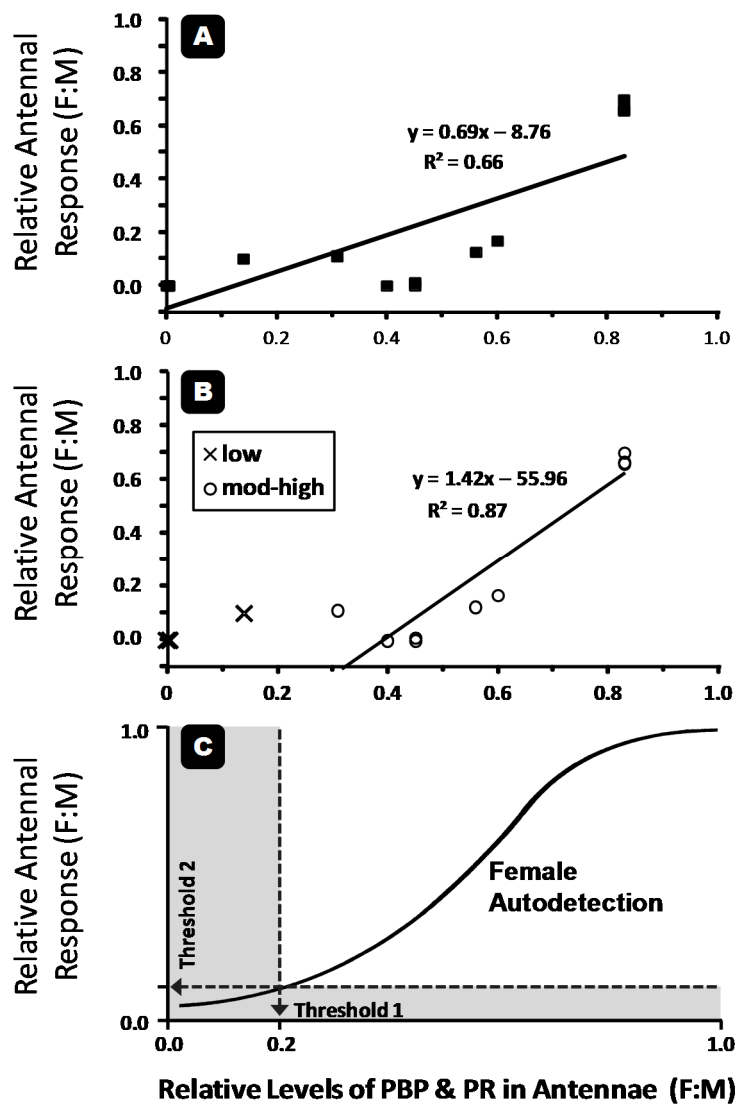 A
Relative Antennal
Response (F:M)
1.0
0.8
0.6
0.4
0.2
0.0
y = 0.69x – 8.76
R² = 0.66
0 0.2 0.4 0.6 0.8 1.0
B
Relative Antennal
Response (F:M)
1.0
0.8
0.6
0.4
0.2
0.0
× low
○ mod-high
y = 1.42x – 55.96
R² = 0.87
0 0.2 0.4 0.6 0.8 1.0
C
Relative Antennal
Response (F:M)
1.0
0.0
Threshold 2
Female
Autodetection
Threshold 1
0.0 0.2 1.0
Relative Levels of PBP & PR in Antennae (F:M)